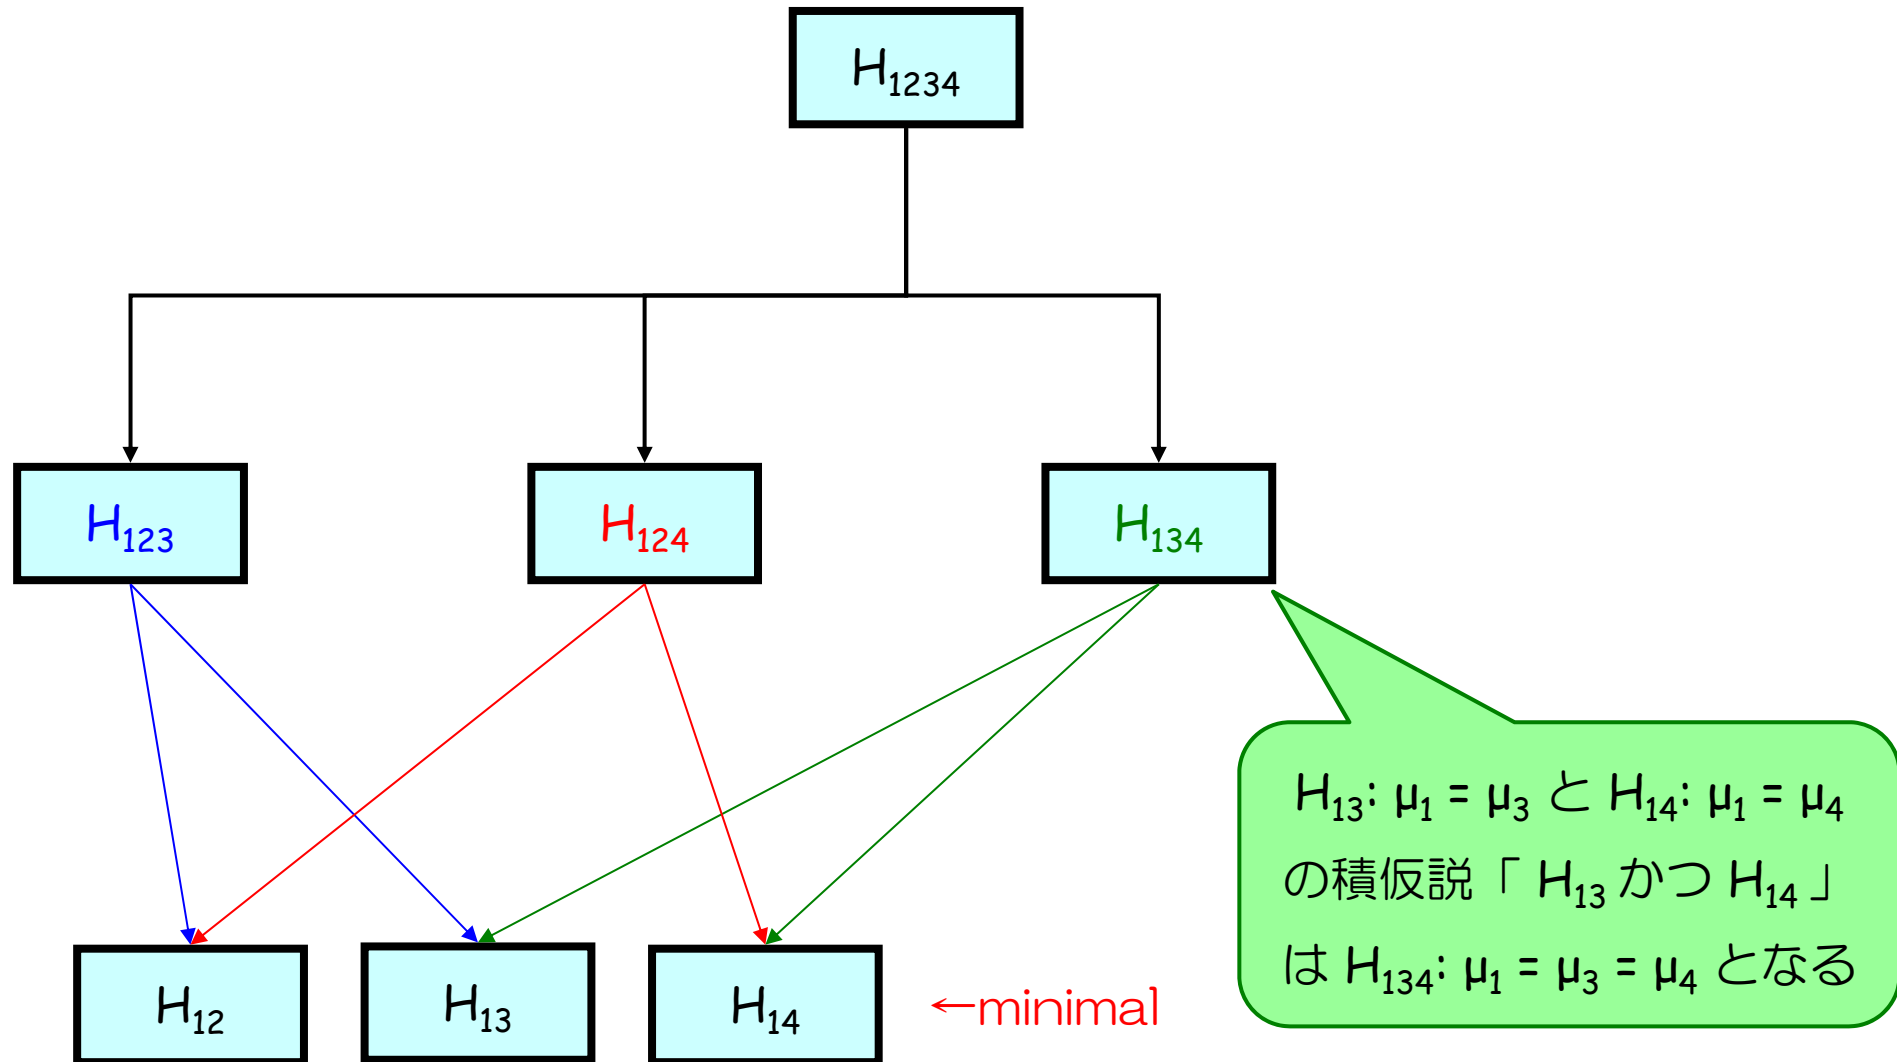 H₁₂₃₄
H₁₂₃
H₁₂₄
H₁₃₄
H₁₃: μ₁ = μ₃ と H₁₄: μ₁ = μ₄
の積仮説「 H₁₃ かつ H₁₄ 」
は H₁₃₄: μ₁ = μ₃ = μ₄ となる
H₁₂
H₁₃
H₁₄
←minimal